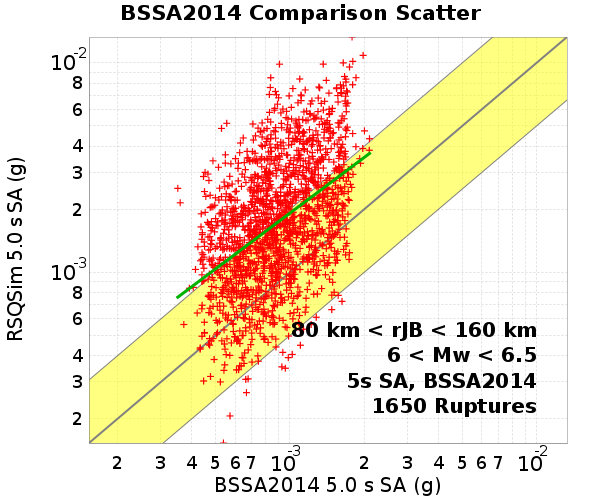 BSSA2014 Comparison Scatter
10-2
8
6
4
3
2
10-3
8
6
4
3
2
RSQSim 5.0 s SA (g)
80 km < rJB < 160 km
6 < Mw < 6.5
5s SA, BSSA2014
1650 Ruptures
2 3 4 5 6 7 10-3 2 3 4 5 6 7 10-2
BSSA2014 5.0 s SA (g)